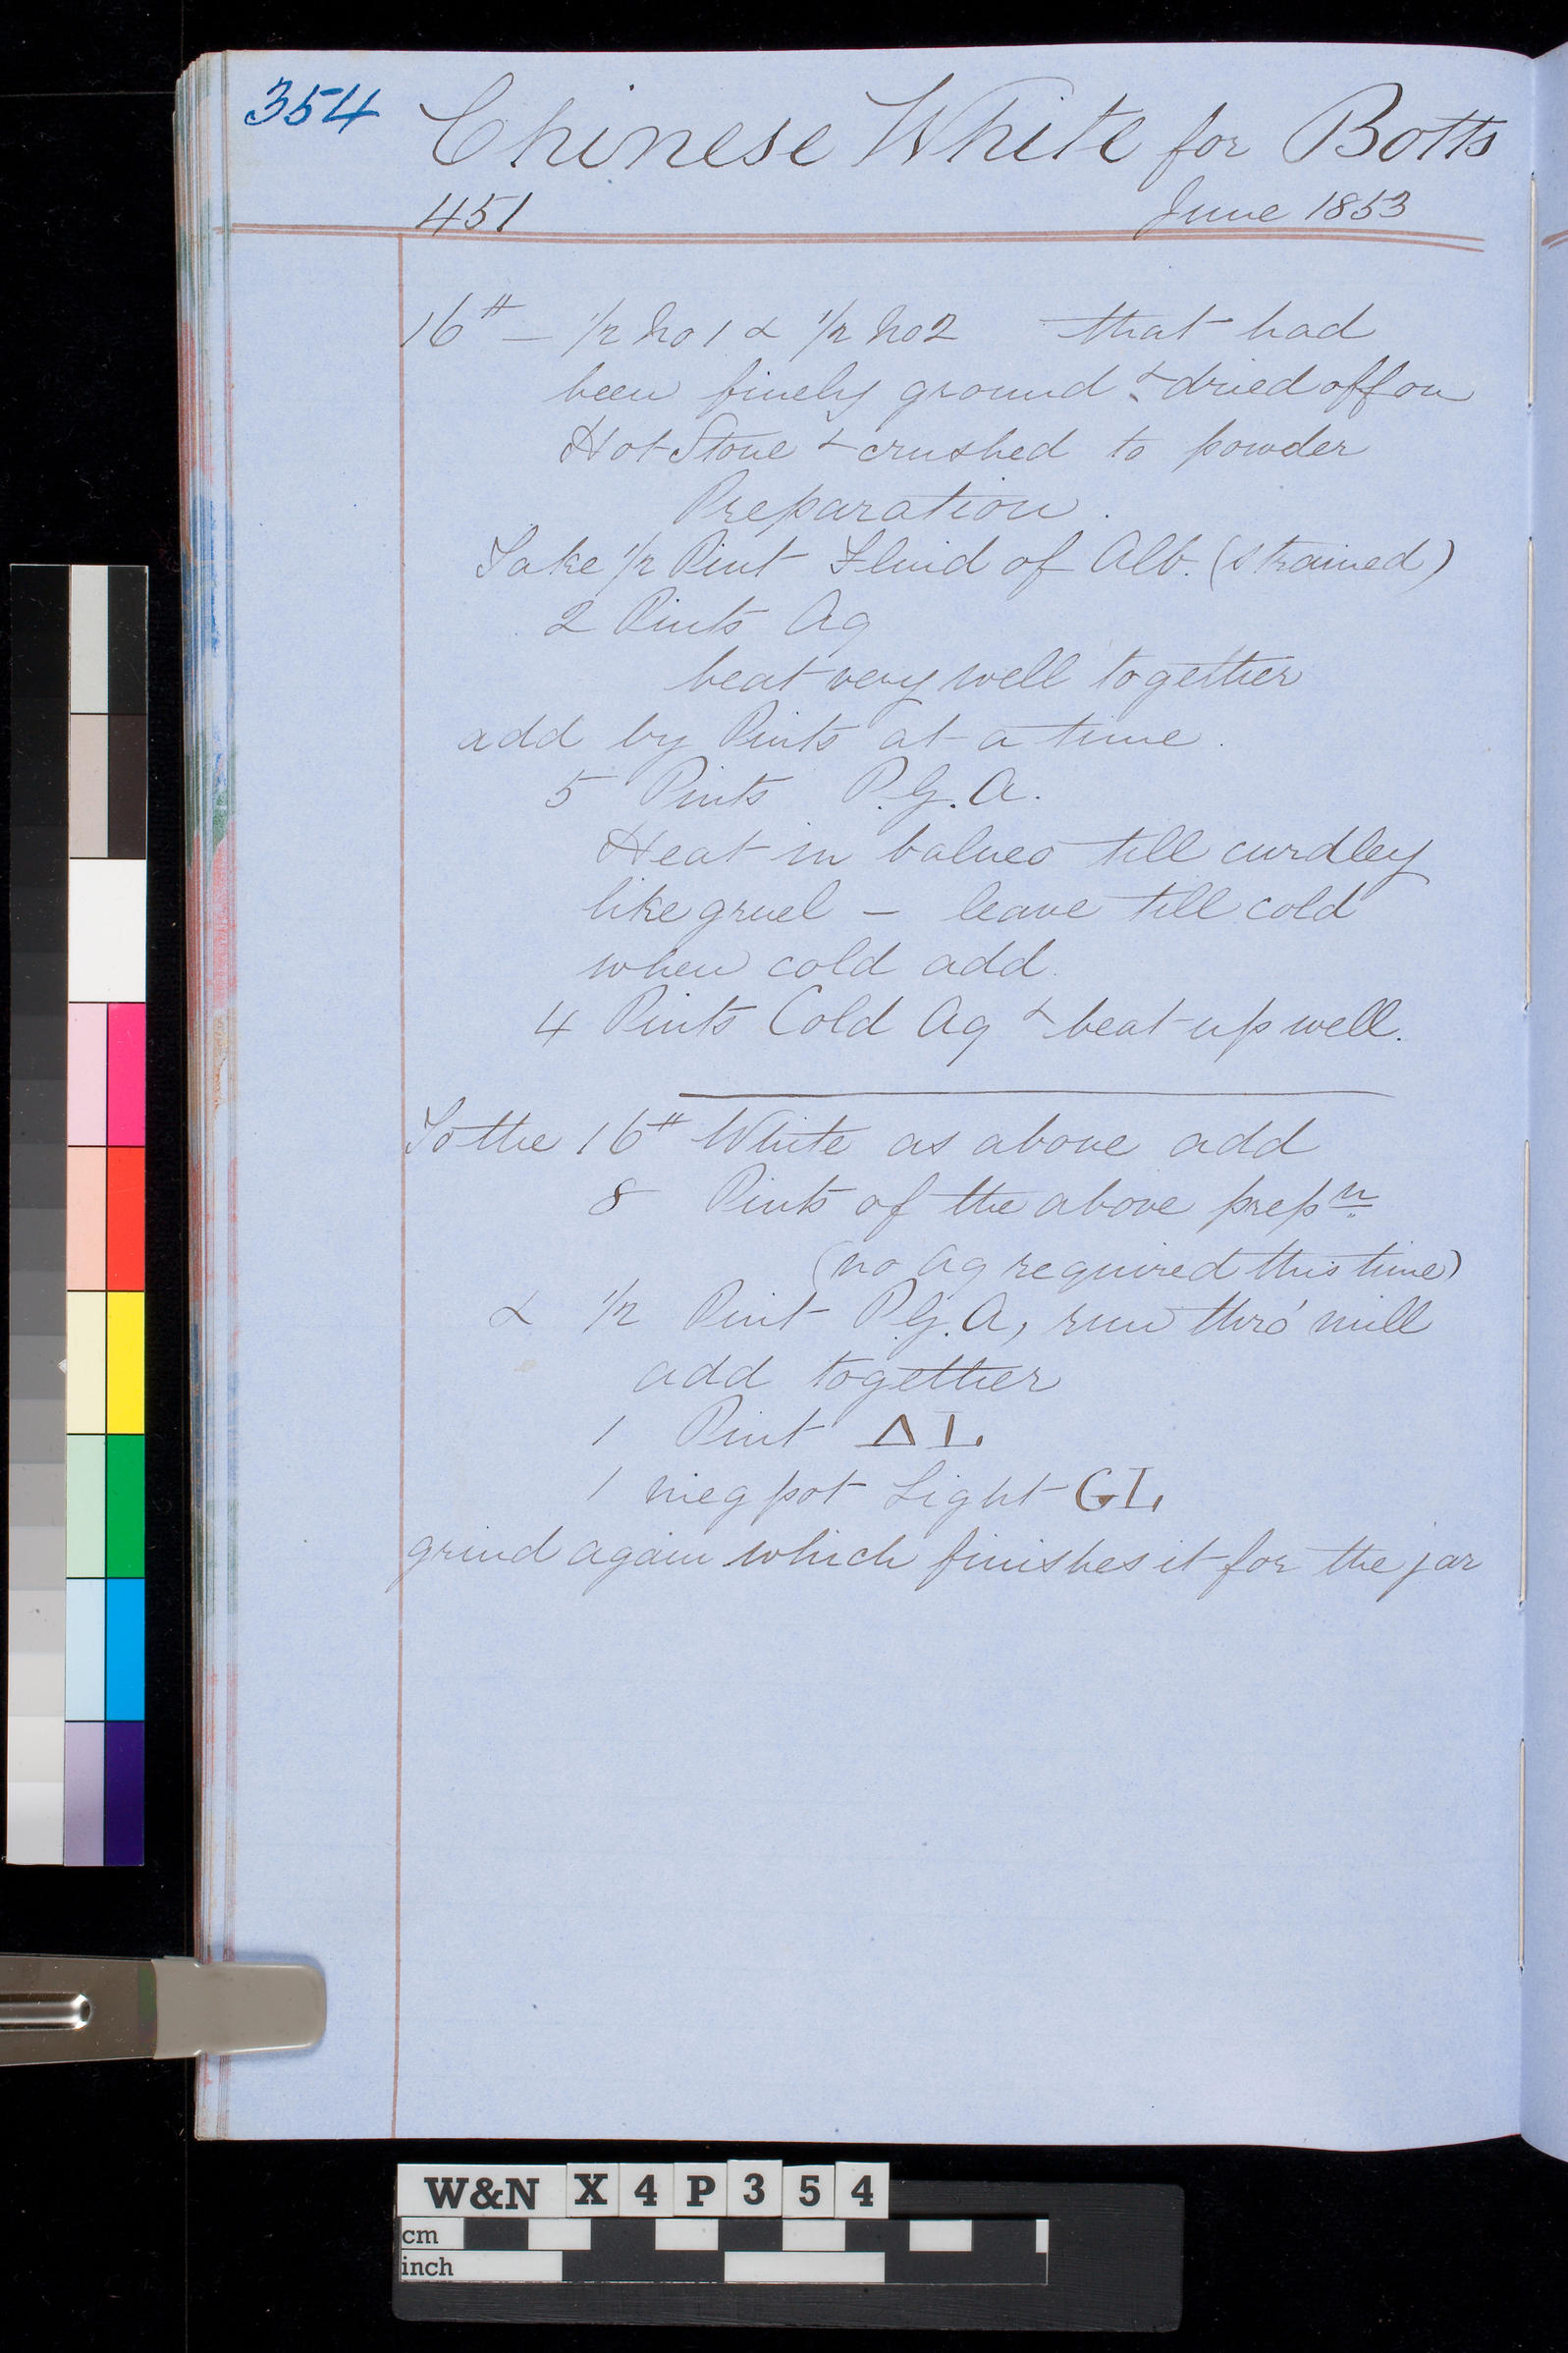 354
Chinese White for Botts
451 June 1853
16# – 1/2 No 1 & 1/2 No 2 that had
been finely ground & dried off on
Hot Stone & crushed to powder
Preparation.
Take 1/2 Pint Fluid of Alb. (strained)
2 Pints Aq
beat very well together
add by Pints at a time.
5 Pints P.G.A.
Heat in balneo till curdley
like gruel – leave till cold
when cold add.
4 Pints Cold Aq & beat up well.
To the 16# White as above add
8 Pints of the above prepn
(no aq required this time)
& 1/2 Pint P.G.A, run thro' mill
add together
1 Pint Δ L.
1 meg pot Light GL,
grind again which finishes it for the jar
W&N X 4 P 3 5 4
cm
inch